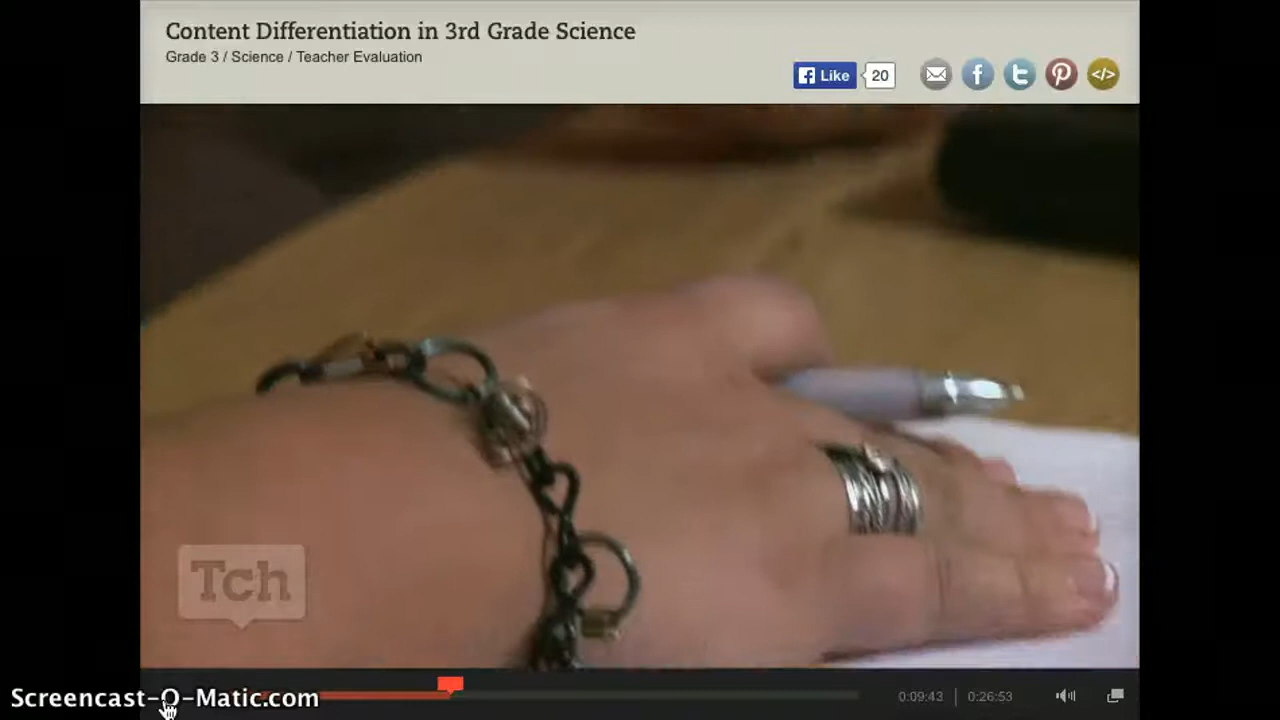 Content Differentiation in 3rd Grade Science
Grade 3 / Science / Teacher Evaluation
Like
20
Tch
Screencast-O-Matic.com
0:09:43
0:26:53